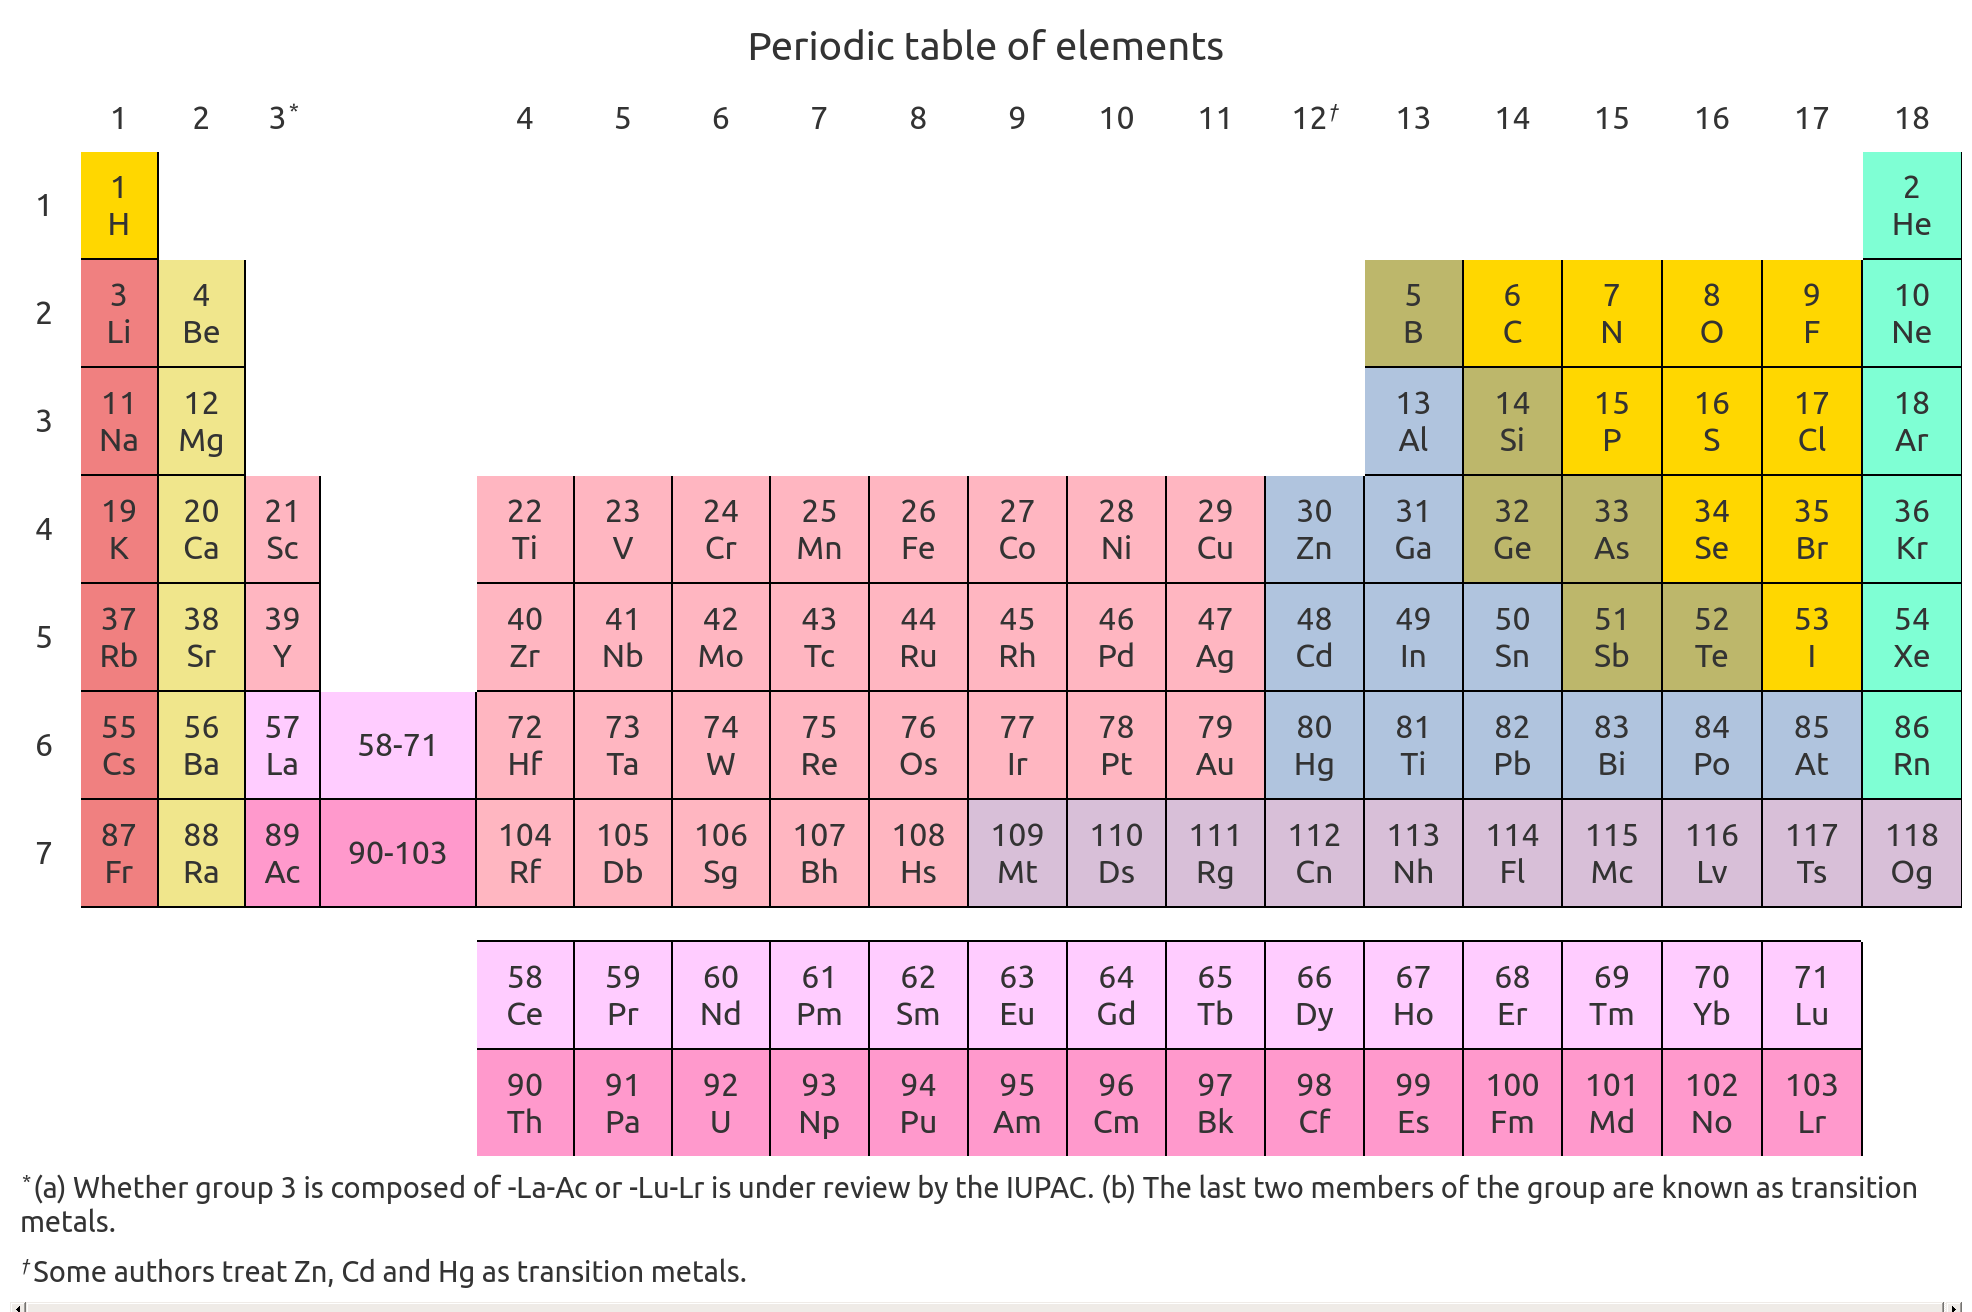 Periodic table of elements
1 2 3* 4 5 6 7 8 9 10 11 12† 13 14 15 16 17 18
1 2
1 H He
3 4 5 6 7 8 9 10
2 Li Be B C N O F Ne
11 12 13 14 15 16 17 18
3 Na Mg Al Si P S Cl Ar
19 20 21 22 23 24 25 26 27 28 29 30 31 32 33 34 35 36
4 K Ca Sc Ti V Cr Mn Fe Co Ni Cu Zn Ga Ge As Se Br Kr
37 38 39 40 41 42 43 44 45 46 47 48 49 50 51 52 53 54
5 Rb Sr Y Zr Nb Mo Tc Ru Rh Pd Ag Cd In Sn Sb Te I Xe
55 56 57 72 73 74 75 76 77 78 79 80 81 82 83 84 85 86
6 Cs Ba La 58-71 Hf Ta W Re Os Ir Pt Au Hg Ti Pb Bi Po At Rn
87 88 89 104 105 106 107 108 109 110 111 112 113 114 115 116 117 118
7 Fr Ra Ac 90-103 Rf Db Sg Bh Hs Mt Ds Rg Cn Nh Fl Mc Lv Ts Og
58 59 60 61 62 63 64 65 66 67 68 69 70 71
Ce Pr Nd Pm Sm Eu Gd Tb Dy Ho Er Tm Yb Lu
90 91 92 93 94 95 96 97 98 99 100 101 102 103
Th Pa U Np Pu Am Cm Bk Cf Es Fm Md No Lr
*(a) Whether group 3 is composed of -La-Ac or -Lu-Lr is under review by the IUPAC. (b) The last two members of the group are known as transition
metals.
†Some authors treat Zn, Cd and Hg as transition metals.